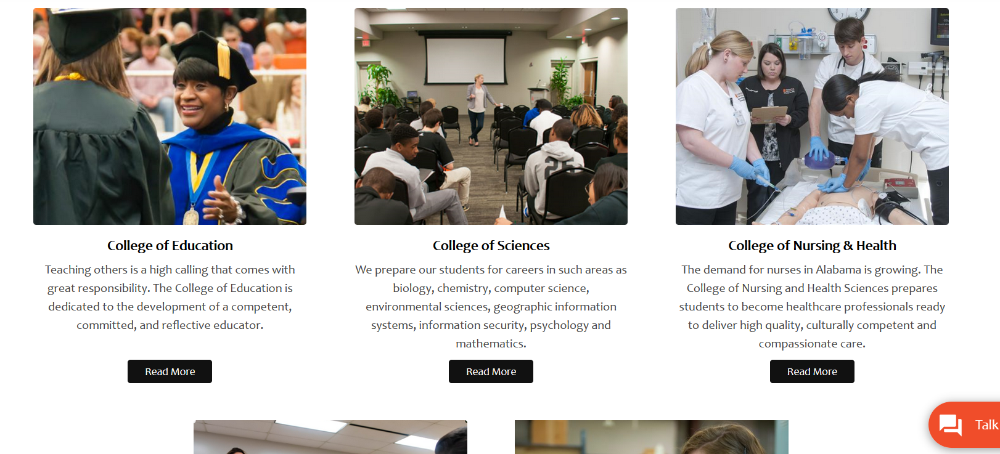 25
College of Education
Teaching others is a high calling that comes with
great responsibility. The College of Education is
dedicated to the development of a competent,
committed, and reflective educator.
Read More
College of Sciences
We prepare our students for careers in such areas as
biology, chemistry, computer science,
environmental sciences, geographic information
systems, information security, psychology and
mathematics.
Read More
College of Nursing & Health
The demand for nurses in Alabama is growing. The
College of Nursing and Health Sciences prepares
students to become healthcare professionals ready
to deliver high quality, culturally competent and
compassionate care.
Read More
Talk